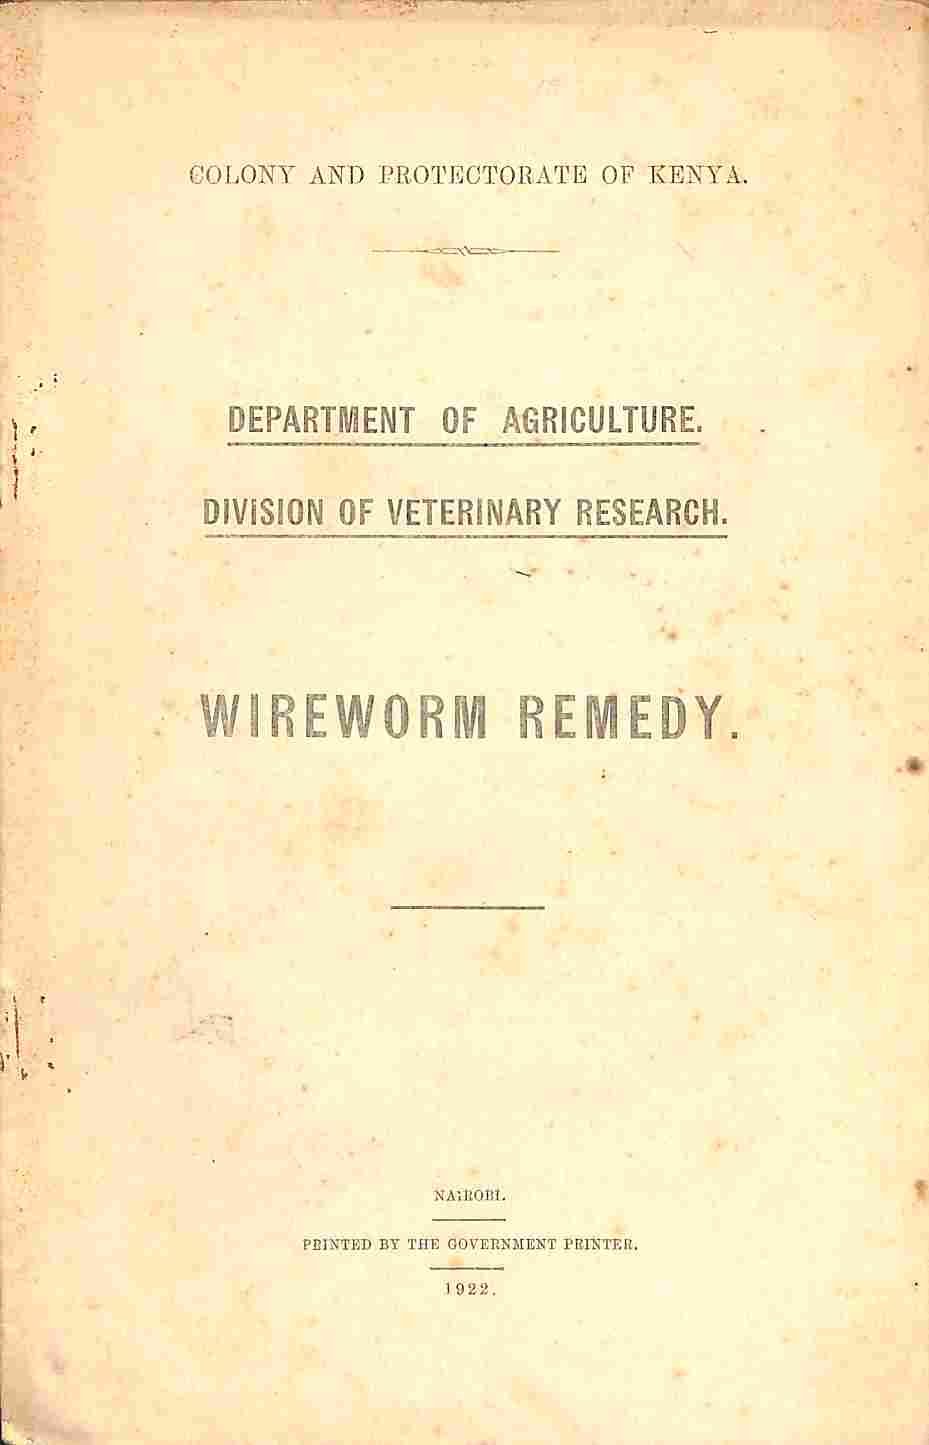 COLONY AND PROTECTORATE OF KENYA.
DEPARTMENT OF AGRICULTURE.
DIVISION OF VETERINARY RESEARCH.
WIREWORM REMEDY.
NAIROBI.
PRINTED BY THE GOVERNMENT PRINTER.
1922.